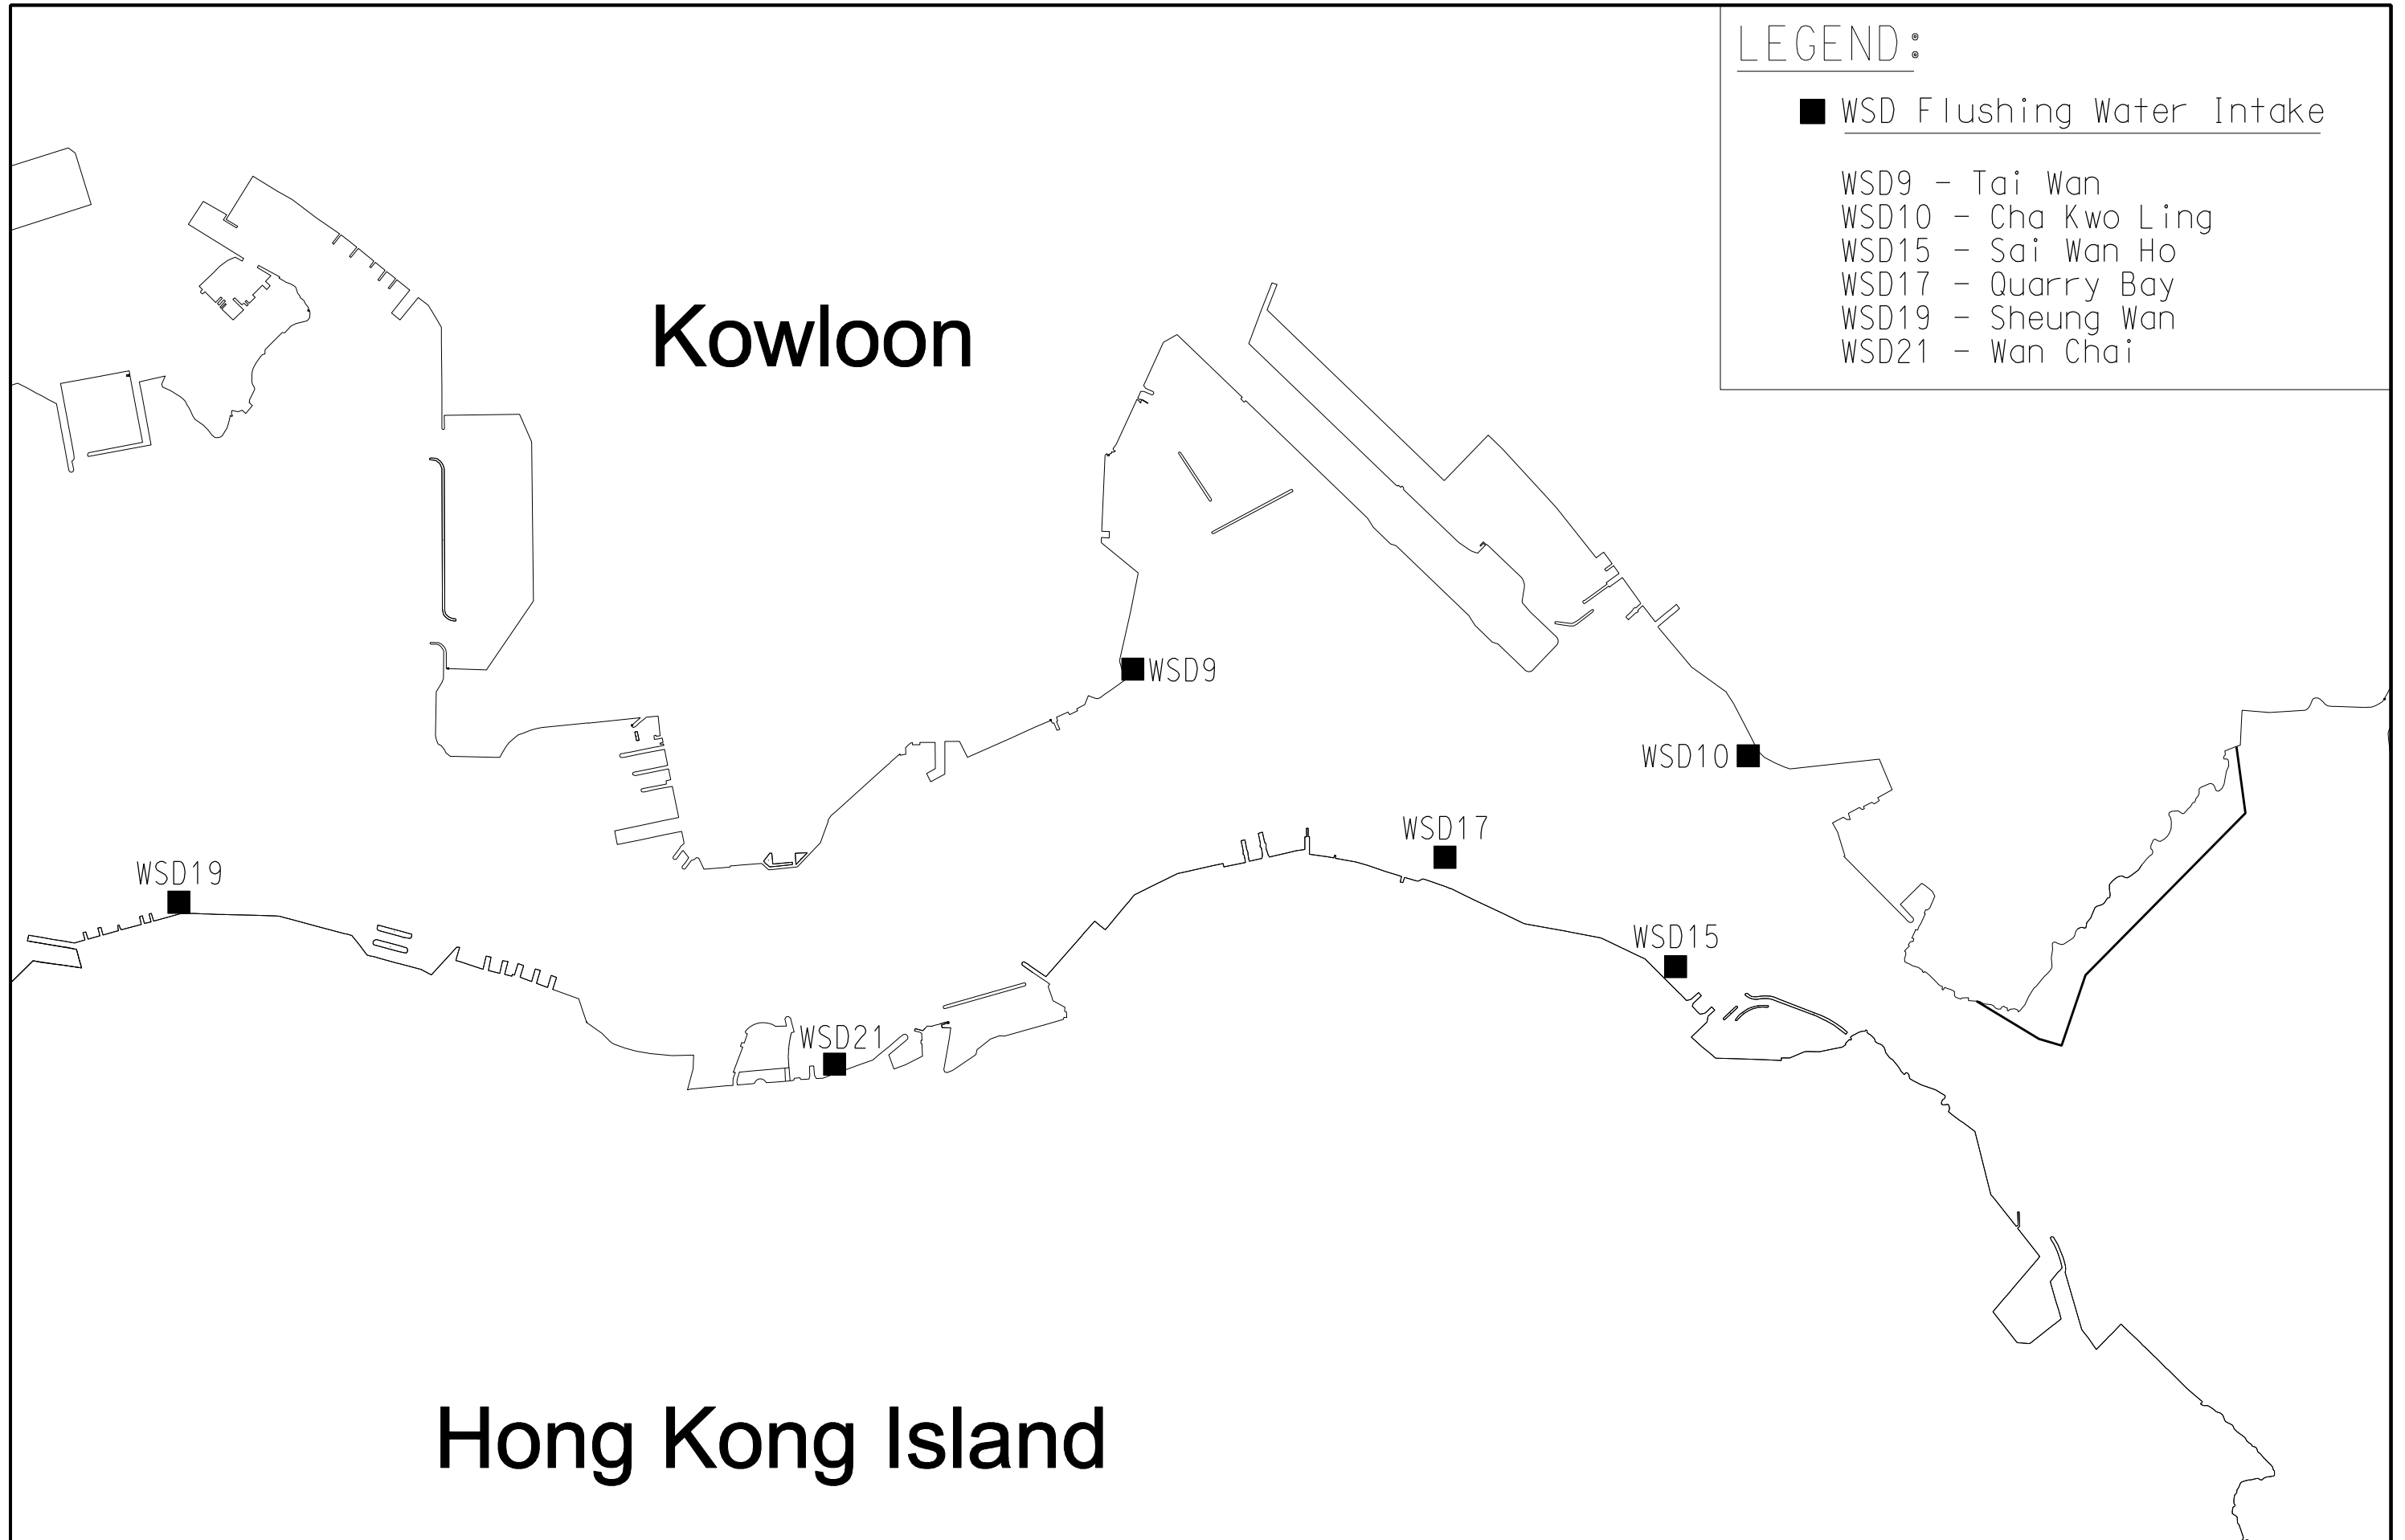 LEGEND:
WSD Flushing Water Intake
WSD9 - Tai Wan
WSD10 - Cha Kwo Ling
WSD15 - Sai Wan Ho
WSD17 - Quarry Bay
WSD19 - Sheung Wan
WSD21 - Wan Chai
Kowloon
WSD9
WSD10
WSD17
WSD19
WSD15
WSD21
Hong Kong Island